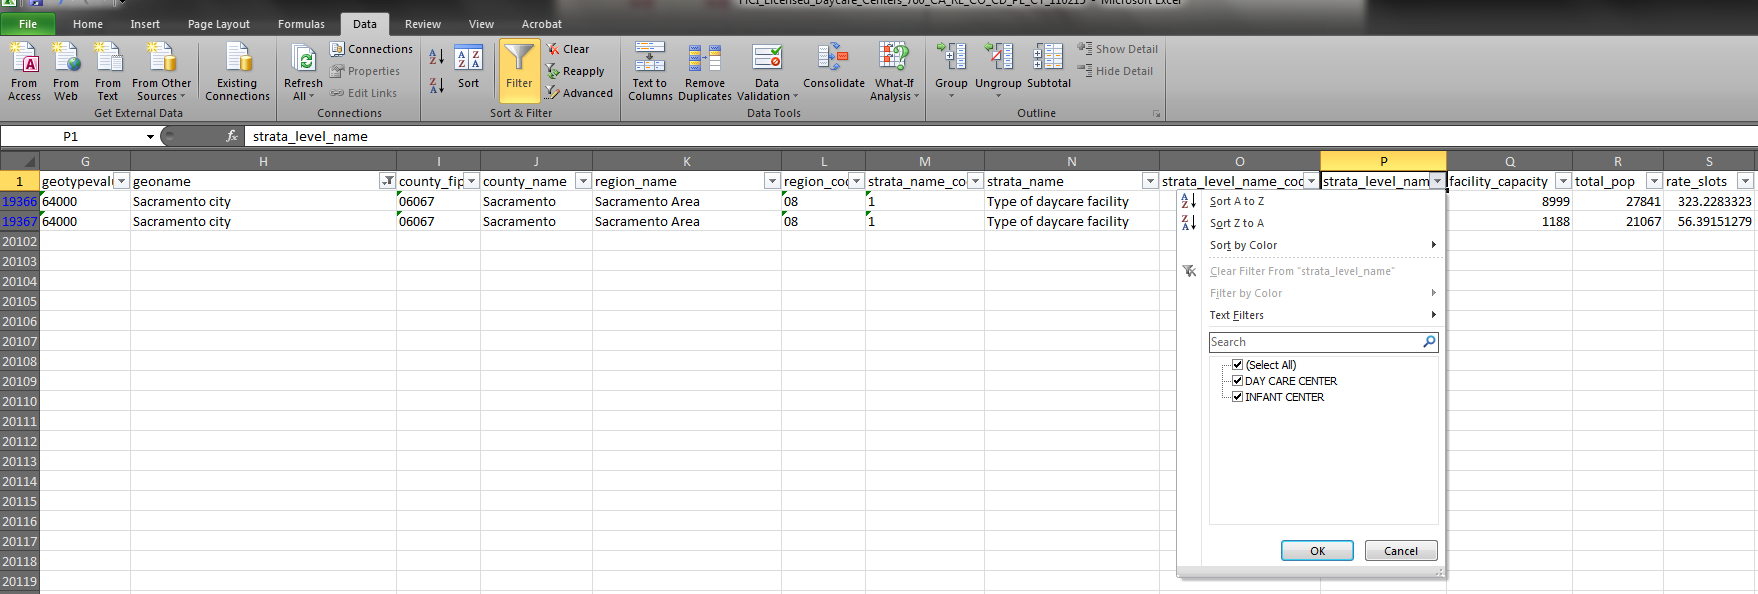 HCI_Licensed_Daycare_Centers_760_CA_RE_CO_CD_PL_CT_110215 - Microsoft Excel
File Home Insert Page Layout Formulas Data Review View Acrobat
From Access
From Web
From Text
From Other Sources
Existing Connections
Get External Data
Refresh All
Connections
Properties
Edit Links
Connections
Sort
Filter
Clear
Reapply
Advanced
Sort & Filter
Text to Columns
Remove Duplicates
Data Validation
Consolidate
What-If Analysis
Data Tools
Group
Ungroup
Subtotal
Show Detail
Hide Detail
Outline
P1 fx strata_level_name
G H I J K L M N O P Q R S
1 geotypevalu geoname county_fip county_name region_name region_cod strata_name_co strata_name strata_level_name_cod strata_level_nam facility_capacity total_pop rate_slots
19366 64000 Sacramento city 06067 Sacramento Sacramento Area 08 1 Type of daycare facility 8999 27841 323.2283323
19367 64000 Sacramento city 06067 Sacramento Sacramento Area 08 1 Type of daycare facility 1188 21067 56.39151279
20102
20103
20104
20105
20106
20107
20108
20109
20110
20111
20112
20113
20114
20115
20116
20117
20118
20119
Sort A to Z
Sort Z to A
Sort by Color
Clear Filter From "strata_level_name"
Filter by Color
Text Filters
Search
(Select All)
DAY CARE CENTER
INFANT CENTER
OK Cancel